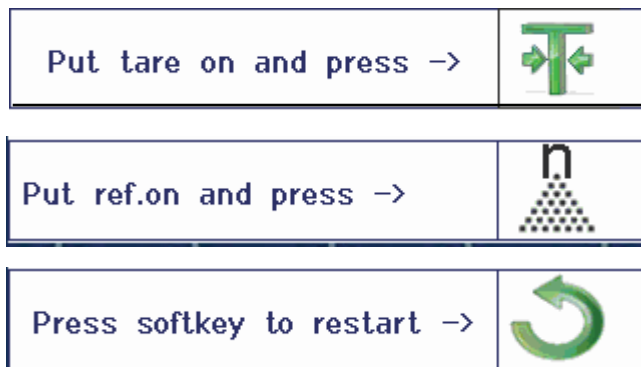 Put tare on and press ->
T
Put ref.on and press ->
n
Press softkey to restart ->